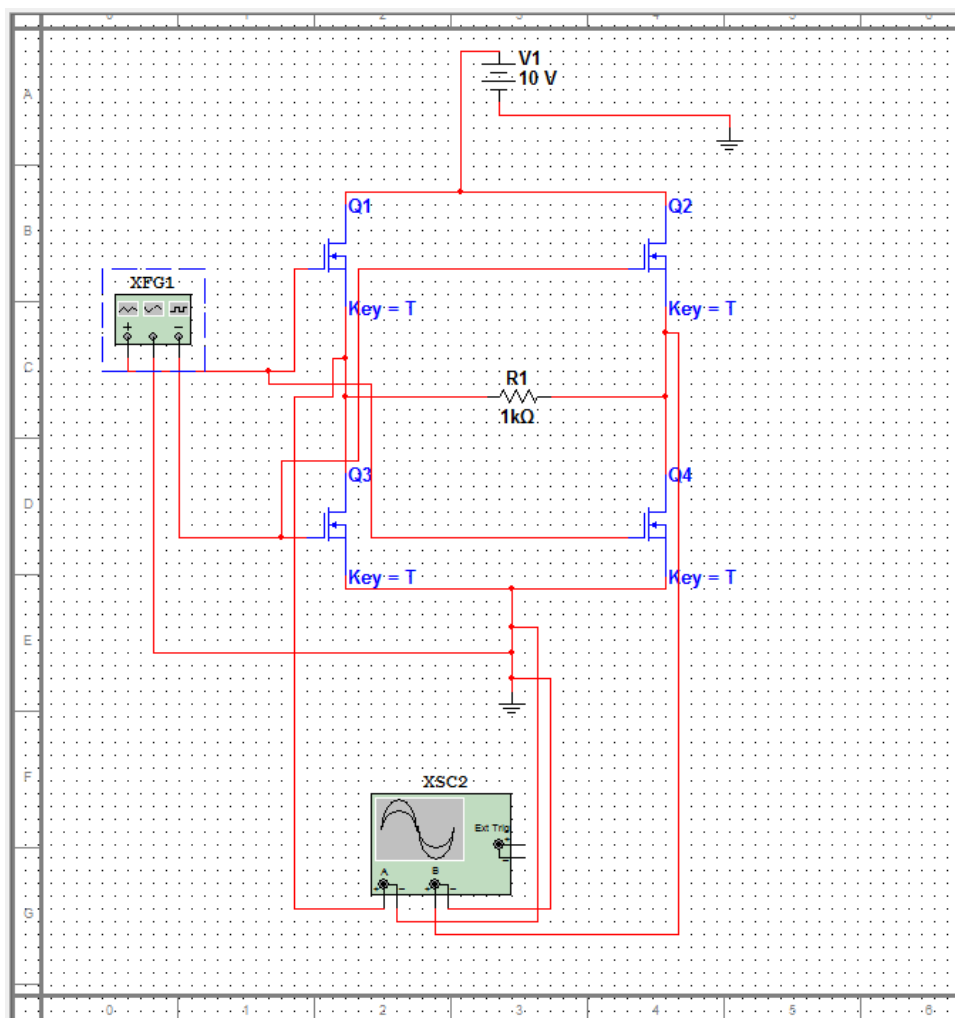 0 1 2 3 4 5 6
V1
10 V
A
Q1 Q2
B
XFG1
+ −
Key = T Key = T
C
R1
1kΩ
Q3 Q4
D
Key = T Key = T
E
F
XSC2
Ext Trig
+
−
A B
+ − + −
G
0 1 2 3 4 5 6